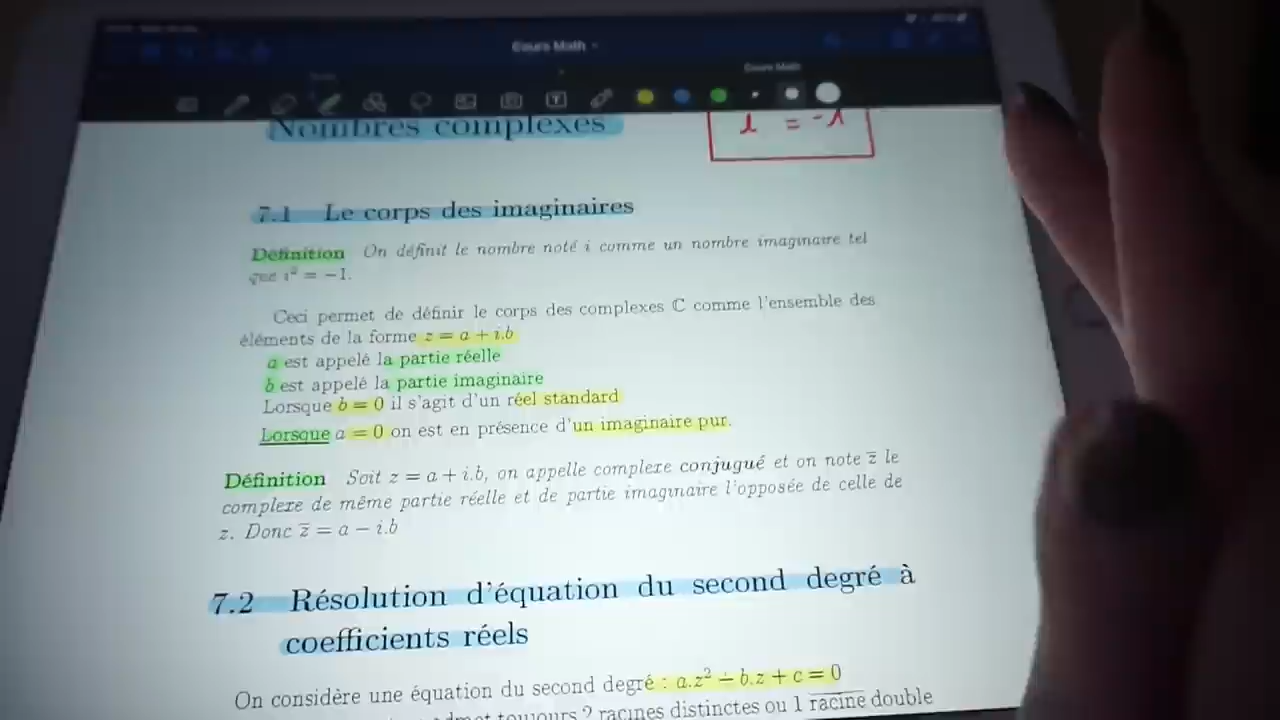 Cours Math
Cours Math
Nombres complexes
= -1
7.1 Le corps des imaginaires
Définition On définit le nombre noté i comme un nombre imaginaire tel
que i² = −1.
Ceci permet de définir le corps des complexes ℂ comme l'ensemble des
éléments de la forme z = a + i.b
a est appelé la partie réelle
b est appelé la partie imaginaire
Lorsque b = 0 il s'agit d'un réel standard
Lorsque a = 0 on est en présence d'un imaginaire pur.
Définition Soit z = a + i.b, on appelle complexe conjugué et on note z̅ le
complexe de même partie réelle et de partie imaginaire l'opposée de celle de
z. Donc z̅ = a − i.b
7.2 Résolution d'équation du second degré à
coefficients réels
On considère une équation du second degré : a.z² + b.z + c = 0
toujours 2 racines distinctes ou 1 racine double